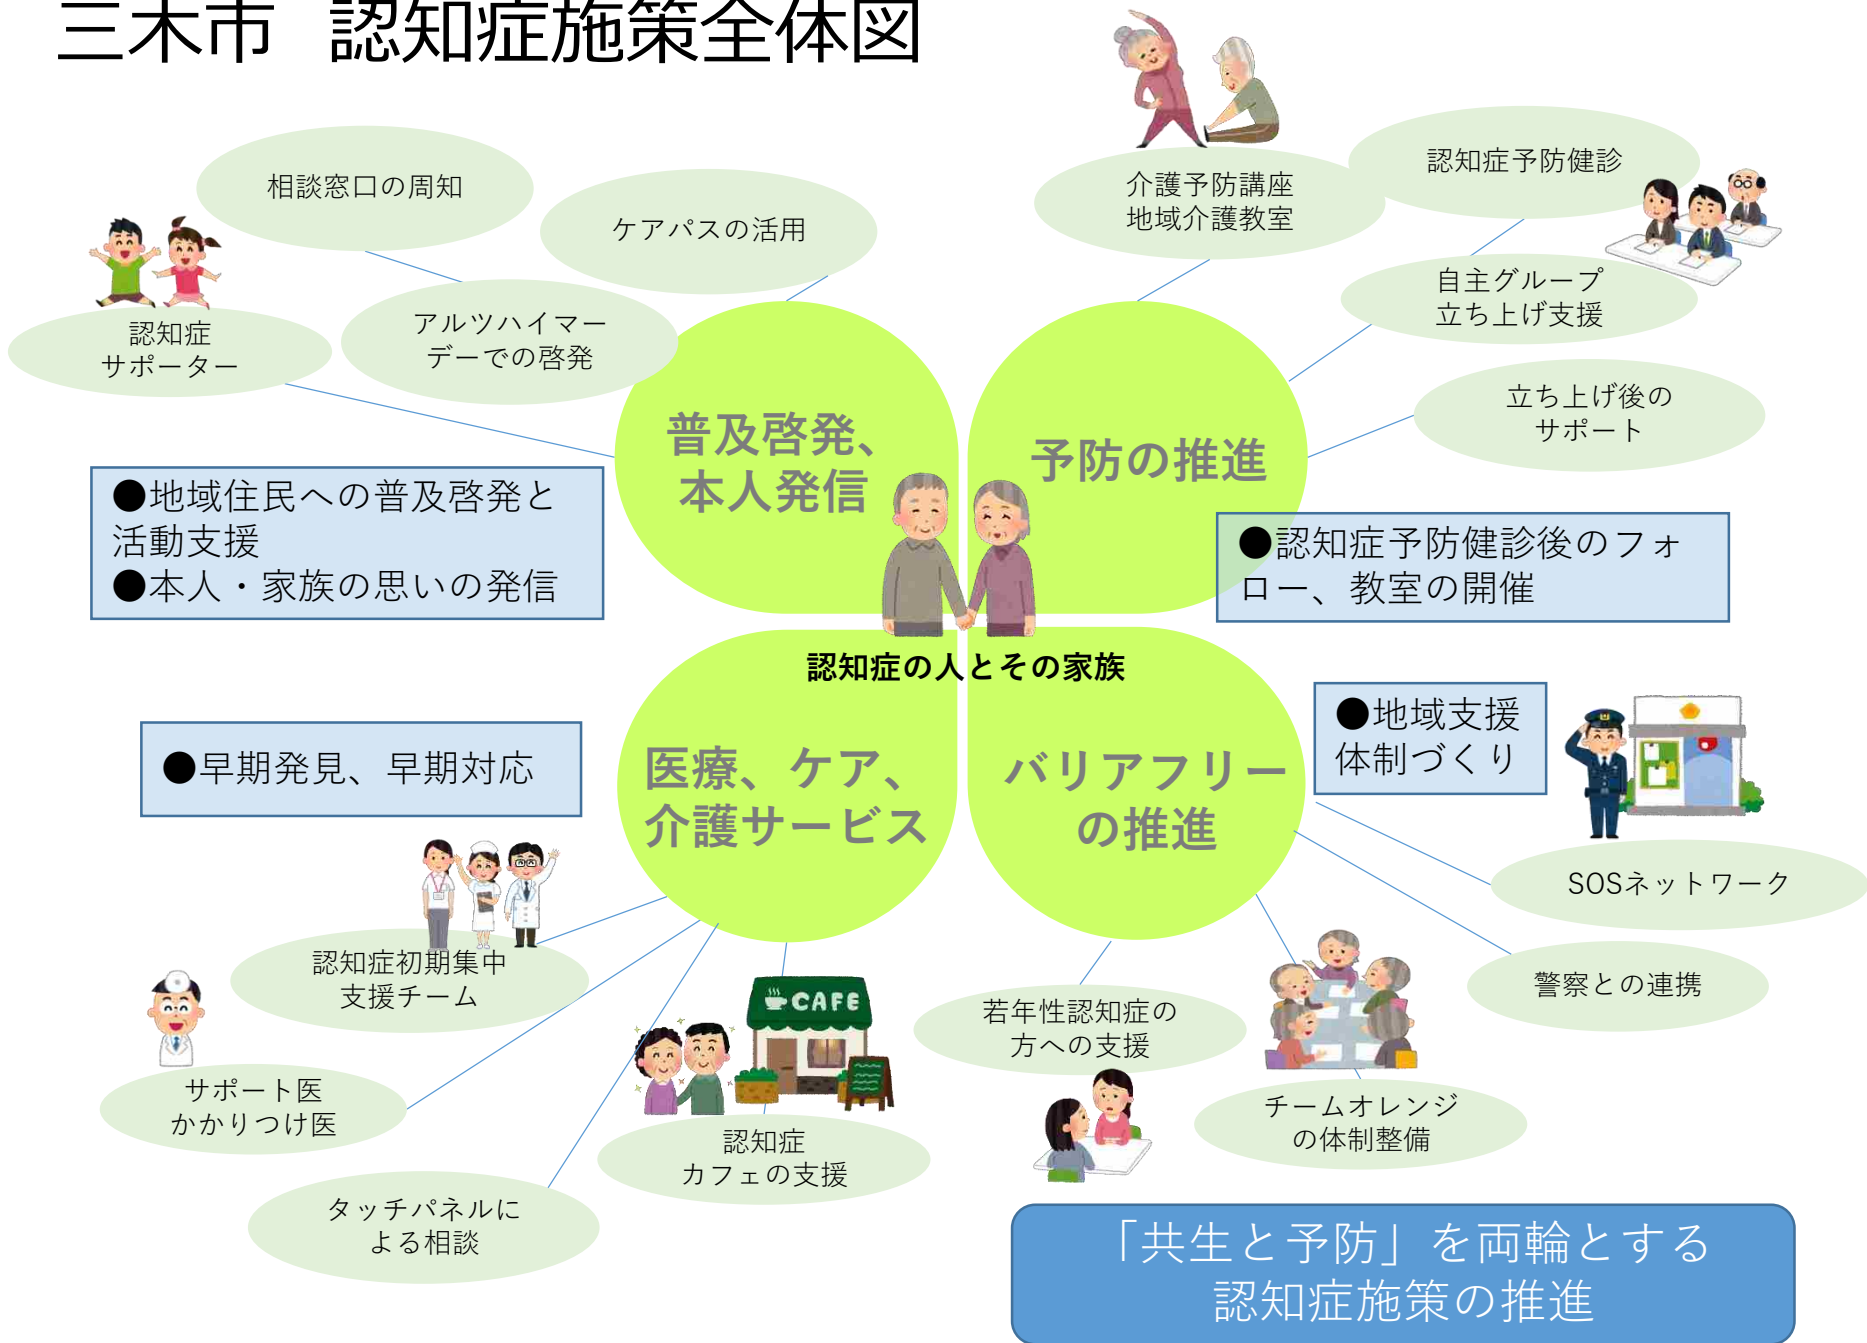 三木市 認知症施策全体図
相談窓口の周知
ケアパスの活用
アルツハイマー
デーでの啓発
認知症
サポーター
介護予防講座
地域介護教室
認知症予防健診
自主グループ
立ち上げ支援
立ち上げ後の
サポート
普及啓発、
本人発信
予防の推進
●地域住民への普及啓発と
活動支援
●本人・家族の思いの発信
●認知症予防健診後のフォ
ロー、教室の開催
認知症の人とその家族
●早期発見、早期対応
医療、ケア、
介護サービス
バリアフリー
の推進
●地域支援
体制づくり
SOSネットワーク
警察との連携
認知症初期集中
支援チーム
サポート医
かかりつけ医
タッチパネルに
よる相談
CAFE
認知症
カフェの支援
若年性認知症の
方への支援
チームオレンジ
の体制整備
「共生と予防」を両輪とする
認知症施策の推進